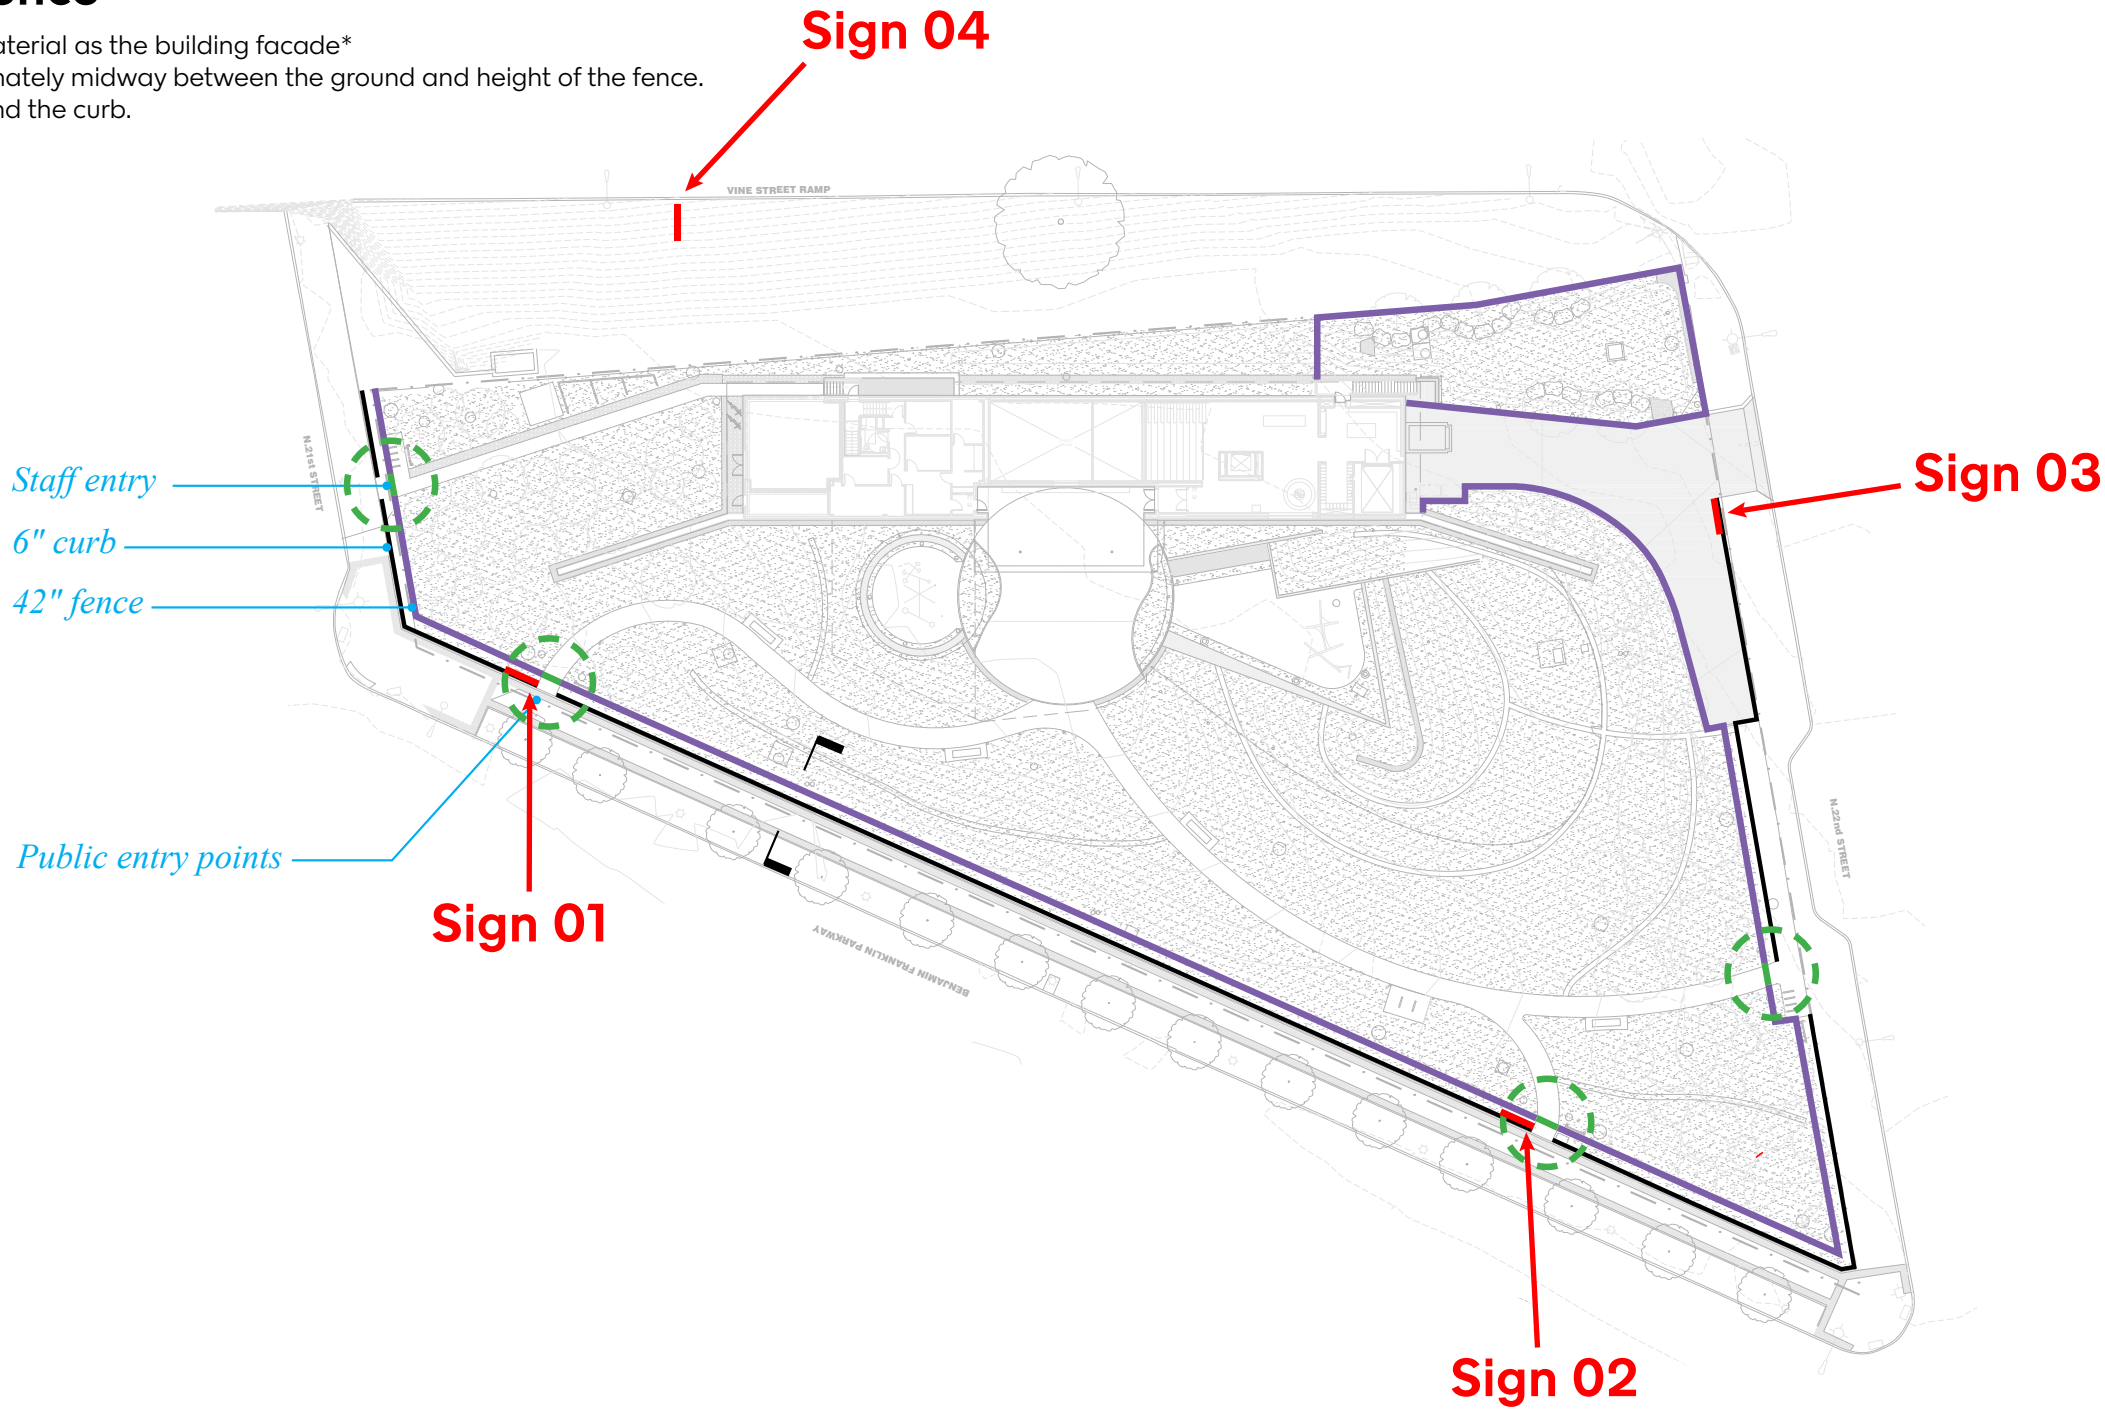 Sign 04
aterial as the building facade*
nately midway between the ground and height of the fence.
nd the curb.
VINE STREET RAMP
N.21st STREET
Staff entry
6" curb
42" fence
Sign 03
Public entry points
Sign 01
BENJAMIN FRANKLIN PARKWAY
N.22nd STREET
Sign 02